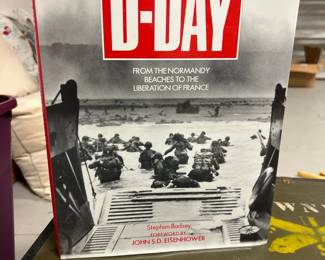 D-DAY
FROM THE NORMANDY
BEACHES TO THE
LIBERATION OF FRANCE
Stephen Badsey
FOREWORD BY
JOHN S.D. EISENHOWER
W N